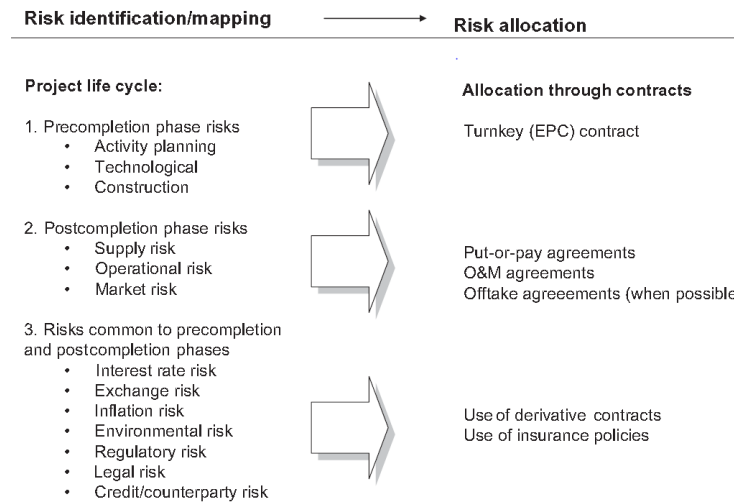 Risk identification/mapping
Risk allocation
Project life cycle:
1. Precompletion phase risks
• Activity planning
• Technological
• Construction
2. Postcompletion phase risks
• Supply risk
• Operational risk
• Market risk
3. Risks common to precompletion
and postcompletion phases
• Interest rate risk
• Exchange risk
• Inflation risk
• Environmental risk
• Regulatory risk
• Legal risk
• Credit/counterparty risk
Allocation through contracts
Turnkey (EPC) contract
Put-or-pay agreements
O&M agreements
Offtake agreeements (when possible
Use of derivative contracts
Use of insurance policies